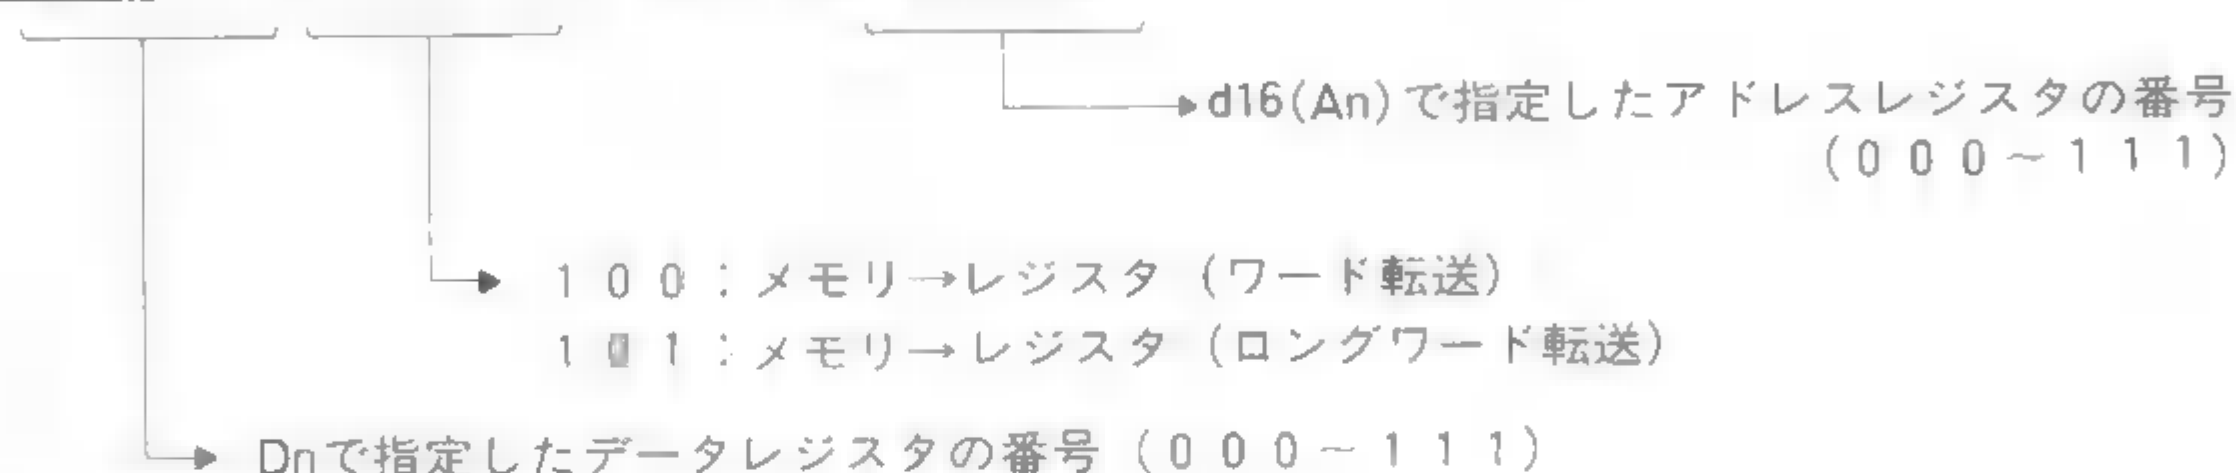 d16(An)で指定したアドレスレジスタの番号
(000~111)
100:メモリ→レジスタ(ワード転送)
101:メモリ→レジスタ(ロングワード転送)
Dnで指定したデータレジスタの番号(000~111)